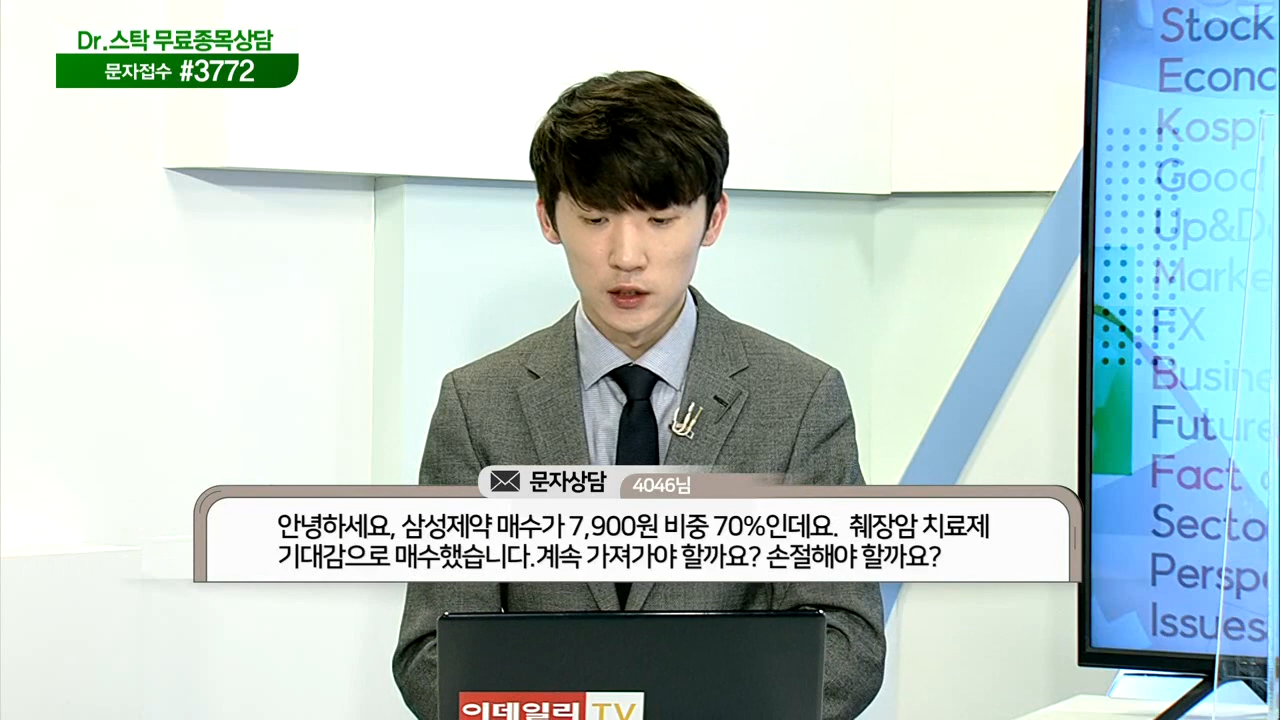 Dr.스탁 무료종목상담
문자접수 #3772
Stock
Econo
Kospi
Good
Up&D
Marke
FX
Busine
Future
Fact
Secto
Perspe
Issues
문자상담 4046님
안녕하세요, 삼성제약 매수가 7,900원 비중 70%인데요. 췌장암 치료제
기대감으로 매수했습니다.계속 가져가야 할까요? 손절해야 할까요?
이데일리 TV